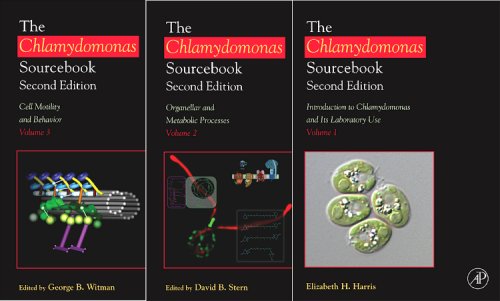 The
Chlamydomonas
Sourcebook
Second Edition
Cell Motility
and Behavior
Volume 3
Edited by George B. Witman
The
Chlamydomonas
Sourcebook
Second Edition
Organellar and
Metabolic Processes
Volume 2
Edited by David B. Stern
The
Chlamydomonas
Sourcebook
Second Edition
Introduction to Chlamydomonas
and Its Laboratory Use
Volume 1
Elizabeth H. Harris
AP